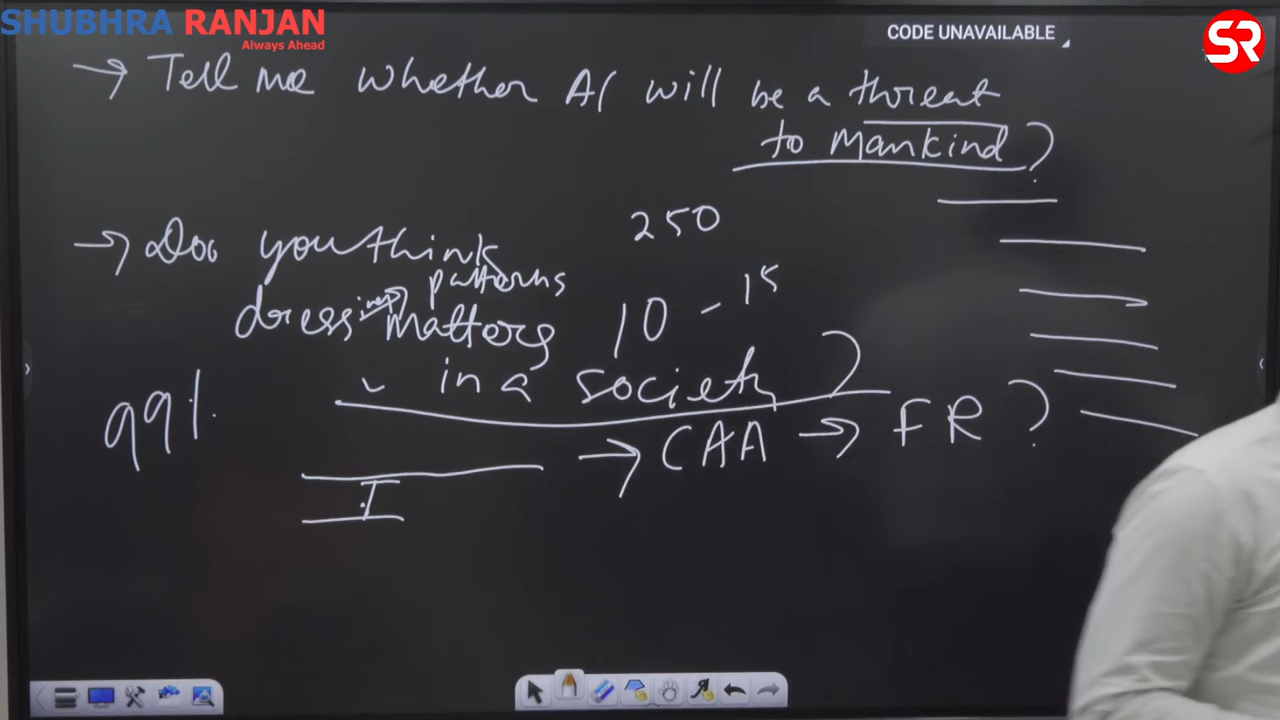 SHUBHRA RANJAN
Always Ahead
CODE UNAVAILABLE
SR
→ Tell me whether AI will be a threat
to Mankind?
→ Do you think
250
patterns
dressing matters
10 - 15
in a society?
99%.
→ CAA → FR?
I